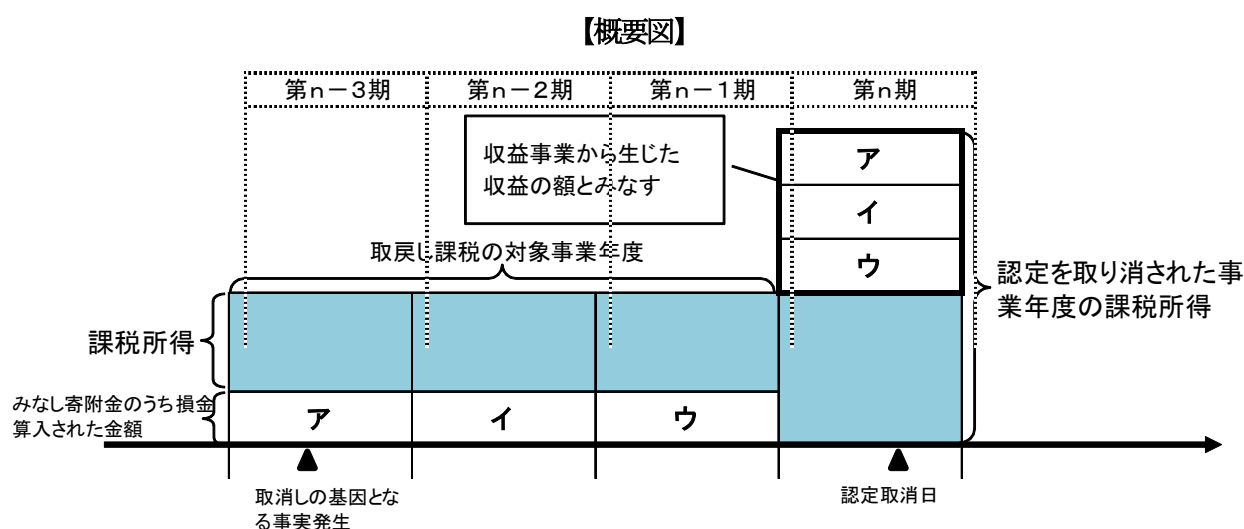 【概要図】
第n-3期 第n-2期 第n-1期 第n期
収益事業から生じた
収益の額とみなす
ア
イ
ウ
取戻し課税の対象事業年度
認定を取り消された事
業年度の課税所得
課税所得
みなし寄附金のうち損金
算入された金額
ア イ ウ
取消しの基因とな
る事実発生
認定取消日